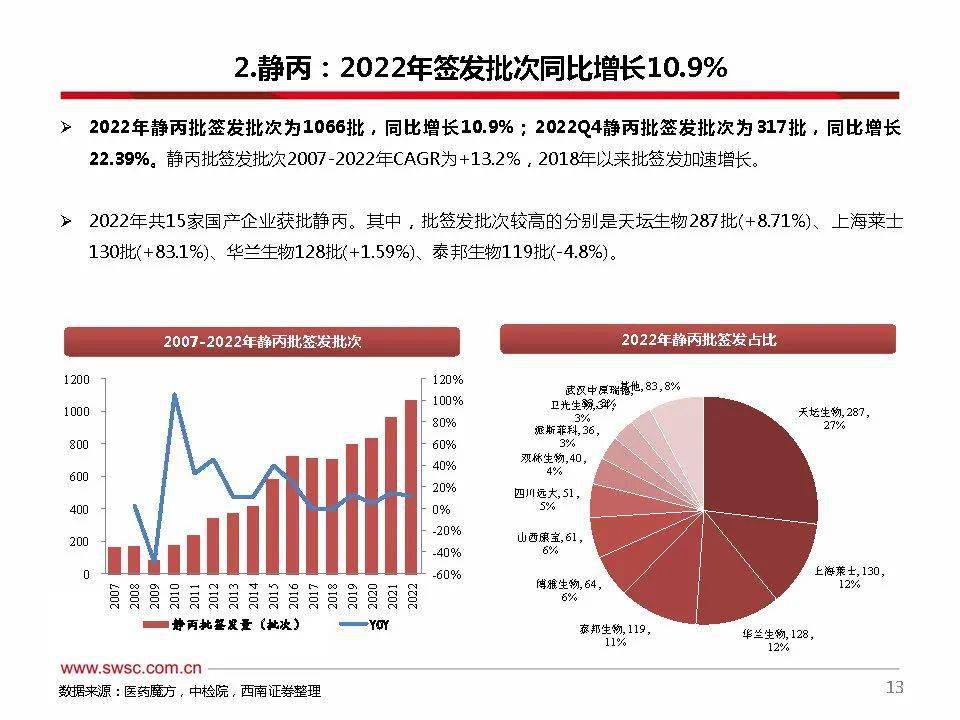 2.静丙：2022年签发批次同比增长10.9%
➢ 2022年静丙批签发批次为1066批，同比增长10.9%；2022Q4静丙批签发批次为317批，同比增长
22.39%。静丙批签发批次2007-2022年CAGR为+13.2%，2018年以来批签发加速增长。
➢ 2022年共15家国产企业获批静丙。其中，批签发批次较高的分别是天坛生物287批(+8.71%)、上海莱士
130批(+83.1%)、华兰生物128批(+1.59%)、泰邦生物119批(-4.8%)。
2007-2022年静丙批签发批次
1200
1000
800
600
400
200
0
120%
100%
80%
60%
40%
20%
0%
-20%
-40%
-60%
2007
2008
2009
2010
2011
2012
2013
2014
2015
2016
2017
2018
2019
2020
2021
2022
静丙批签发量（批次）
YOY
2022年静丙批签发占比
天坛生物,287,
27%
上海莱士,130,
12%
华兰生物,128,
12%
泰邦生物,119,
11%
博雅生物,64,
6%
山西康宝,61,
6%
四川远大,51,
5%
双林生物,40,
4%
派斯菲科,36,
3%
卫光生物,34,
3%
武汉中原瑞德,
其他,83,8%
www.swsc.com.cn
数据来源：医药魔方，中检院，西南证券整理
13